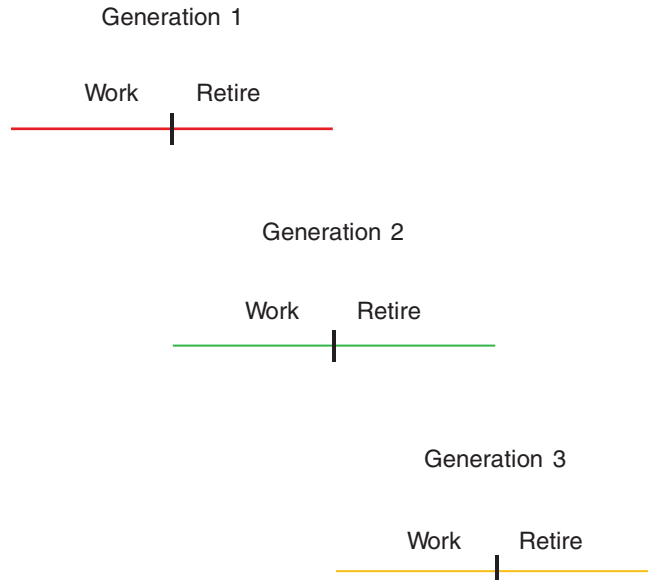 Generation 1
Work Retire
Generation 2
Work Retire
Generation 3
Work Retire